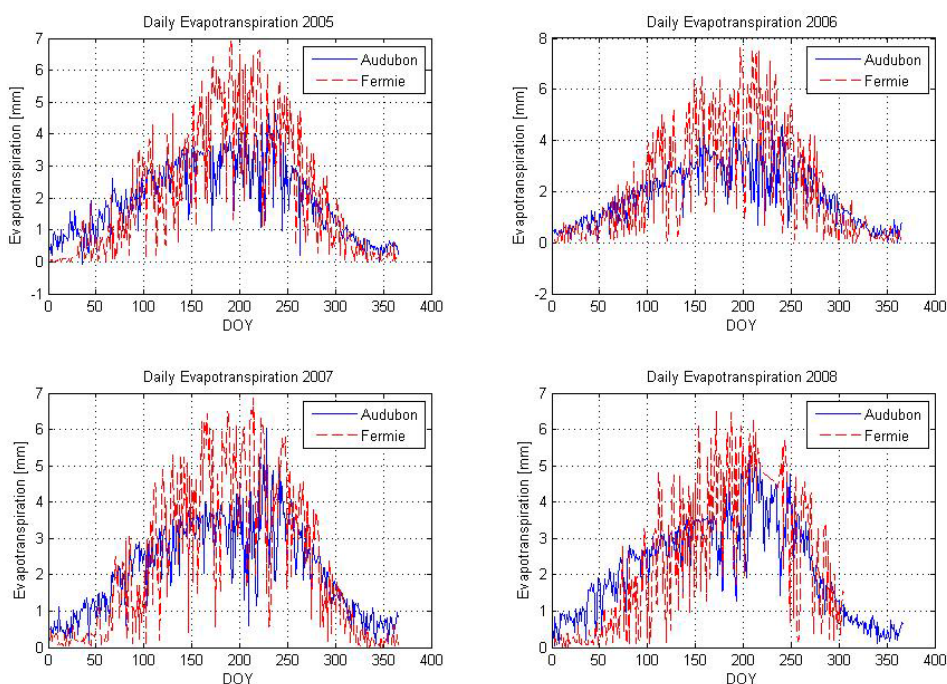 Daily Evapotranspiration 2005
Evapotranspiration [mm]
7
6
5
4
3
2
1
0
-1
0 50 100 150 200 250 300 350 400
DOY
Audubon
Fermie
Daily Evapotranspiration 2006
Evapotranspiration [mm]
8
6
4
2
0
-2
0 50 100 150 200 250 300 350 400
DOY
Audubon
Fermie
Daily Evapotranspiration 2007
Evapotranspiration [mm]
7
6
5
4
3
2
1
0
0 50 100 150 200 250 300 350 400
DOY
Audubon
Fermie
Daily Evapotranspiration 2008
Evapotranspiration [mm]
7
6
5
4
3
2
1
0
0 50 100 150 200 250 300 350 400
DOY
Audubon
Fermie